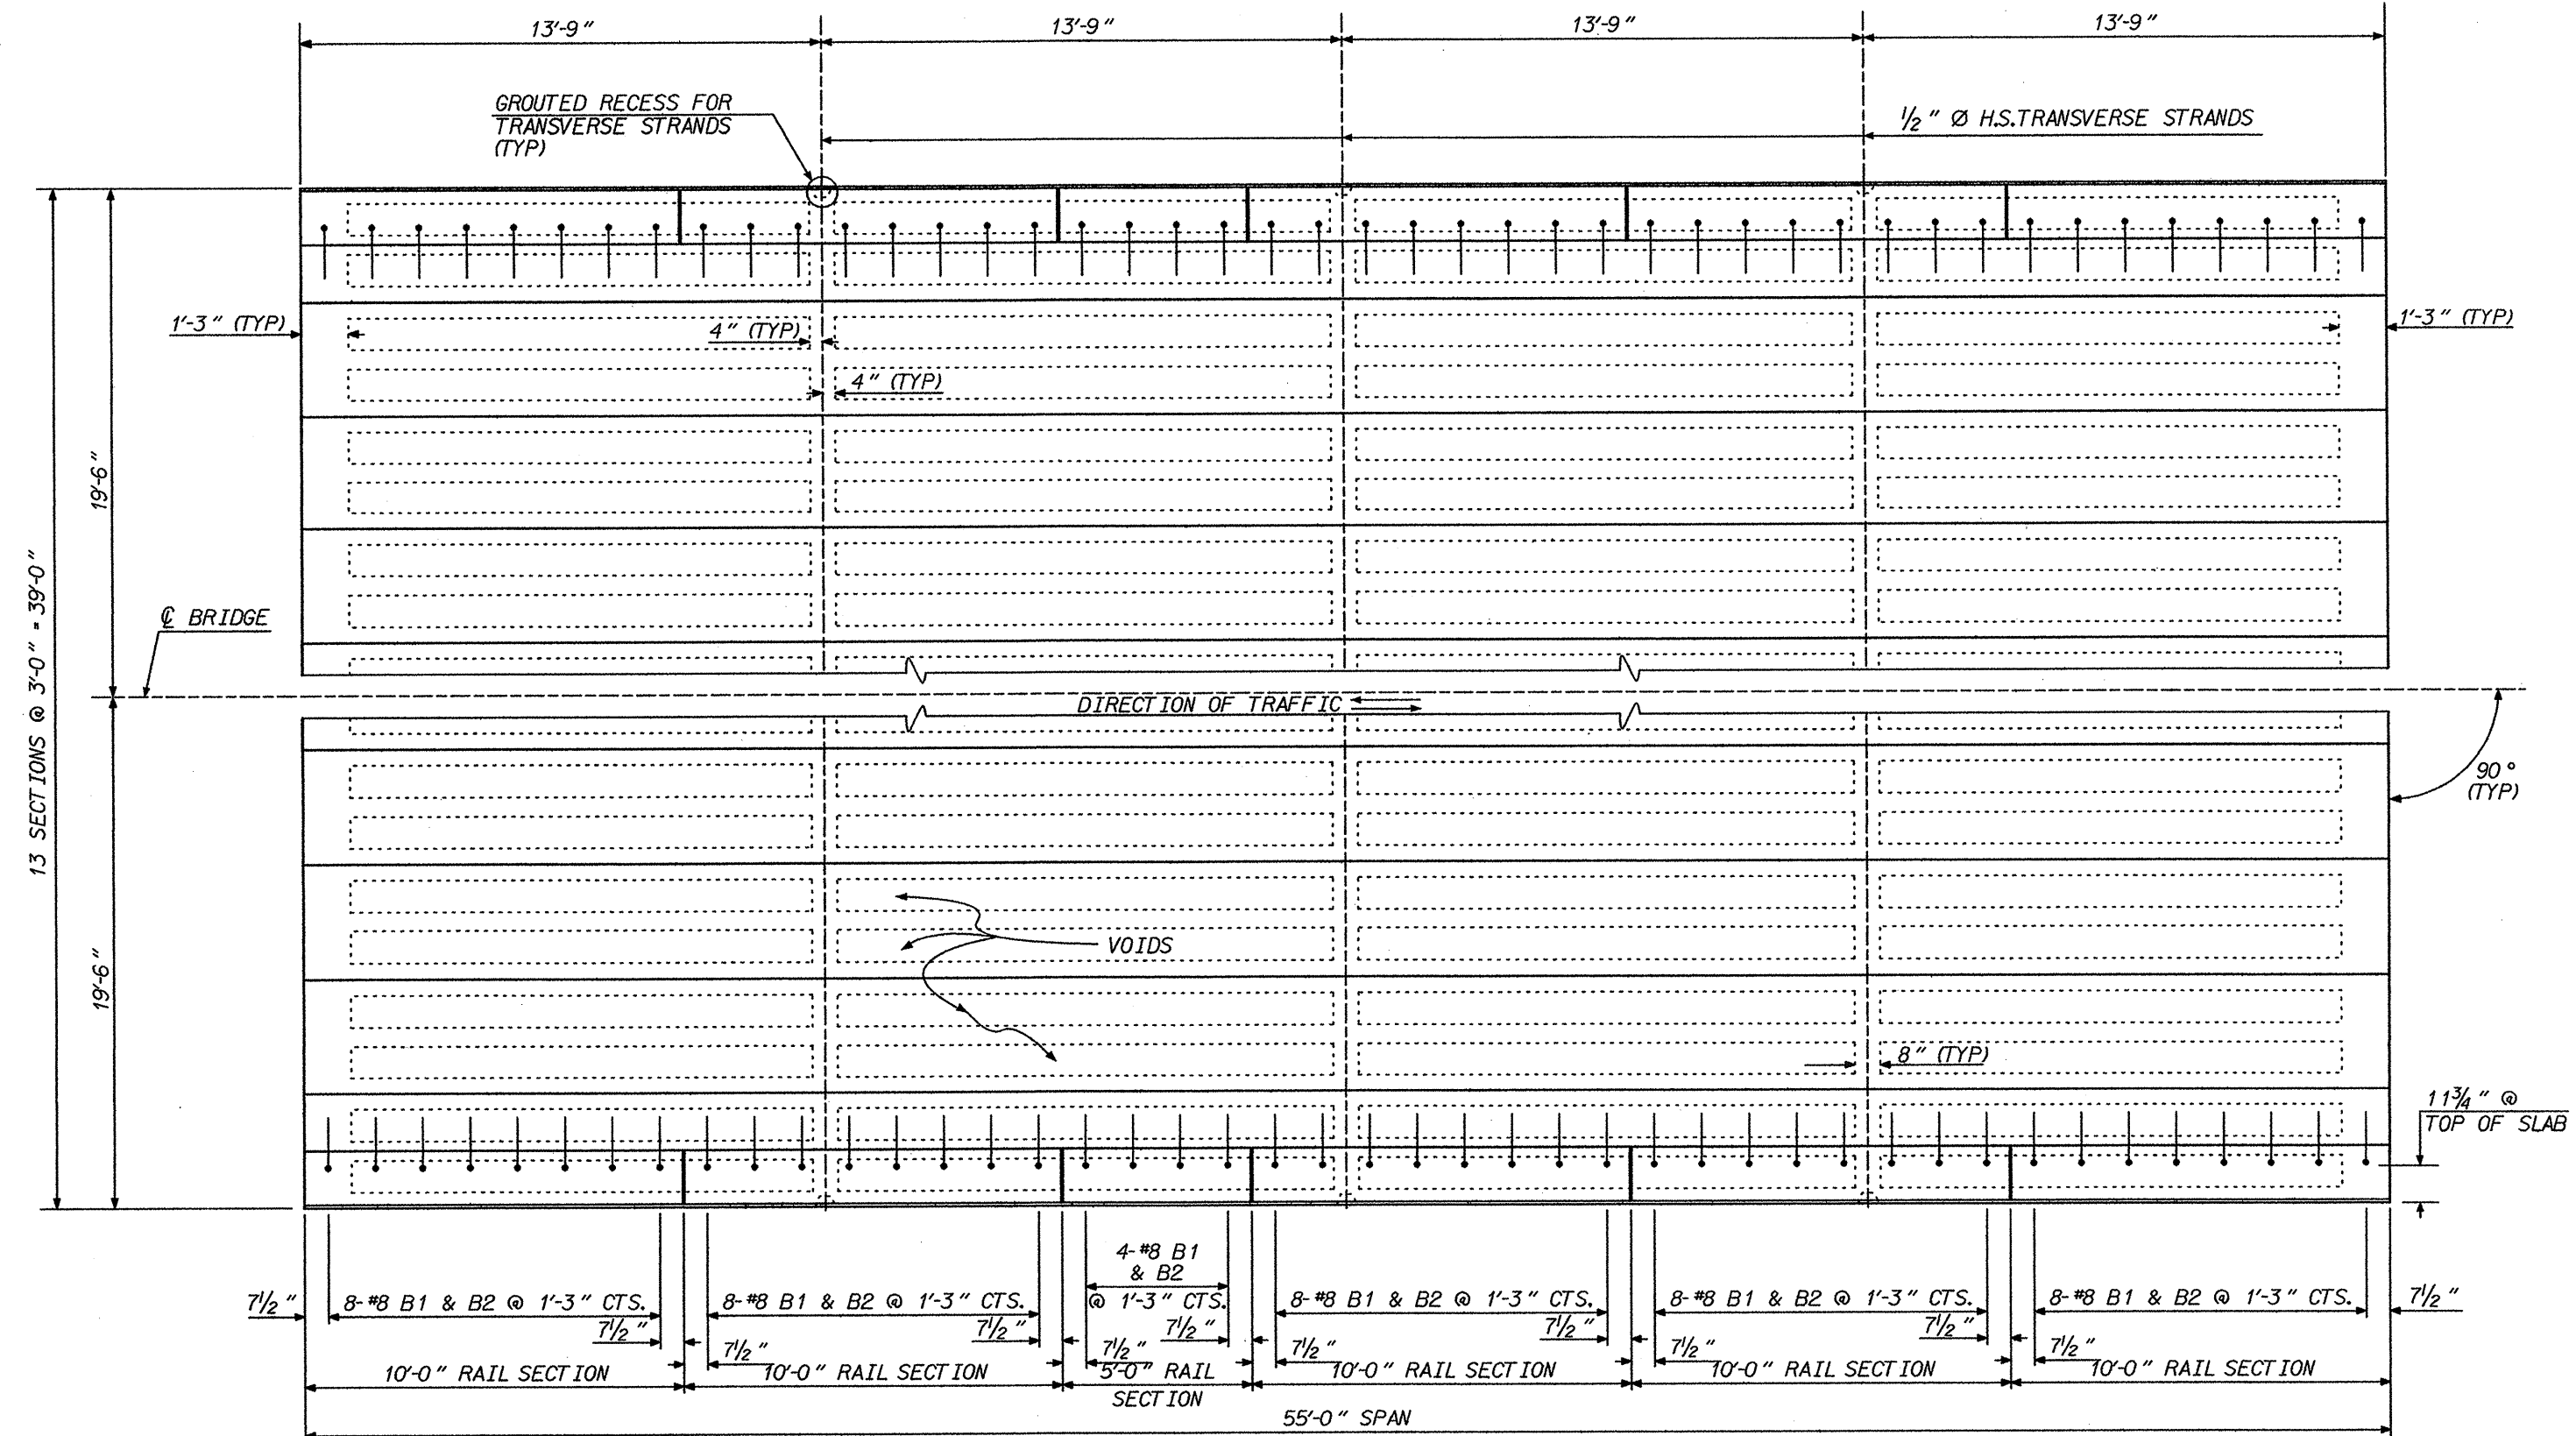 13'-9"
13'-9"
13'-9"
13'-9"
GROUTED RECESS FOR
TRANSVERSE STRANDS
(TYP)
1/2" Ø H.S. TRANSVERSE STRANDS
1'-3" (TYP)
4" (TYP)
1'-3" (TYP)
4" (TYP)
19'-6"
13 SECTIONS @ 3'-0" = 39'-0"
℄ BRIDGE
DIRECTION OF TRAFFIC
90°
(TYP)
VOIDS
19'-6"
8" (TYP)
11 3/4" @
TOP OF SLAB
4-#8 B1
& B2
@ 1'-3" CTS.
7 1/2"
8-#8 B1 & B2 @ 1'-3" CTS.
8-#8 B1 & B2 @ 1'-3" CTS.
8-#8 B1 & B2 @ 1'-3" CTS.
8-#8 B1 & B2 @ 1'-3" CTS.
8-#8 B1 & B2 @ 1'-3" CTS.
7 1/2"
7 1/2"
7 1/2"
7 1/2"
7 1/2"
7 1/2"
7 1/2"
7 1/2"
7 1/2"
7 1/2"
7 1/2"
10'-0" RAIL SECTION
10'-0" RAIL SECTION
5'-0" RAIL
SECTION
10'-0" RAIL SECTION
10'-0" RAIL SECTION
10'-0" RAIL SECTION
55'-0" SPAN